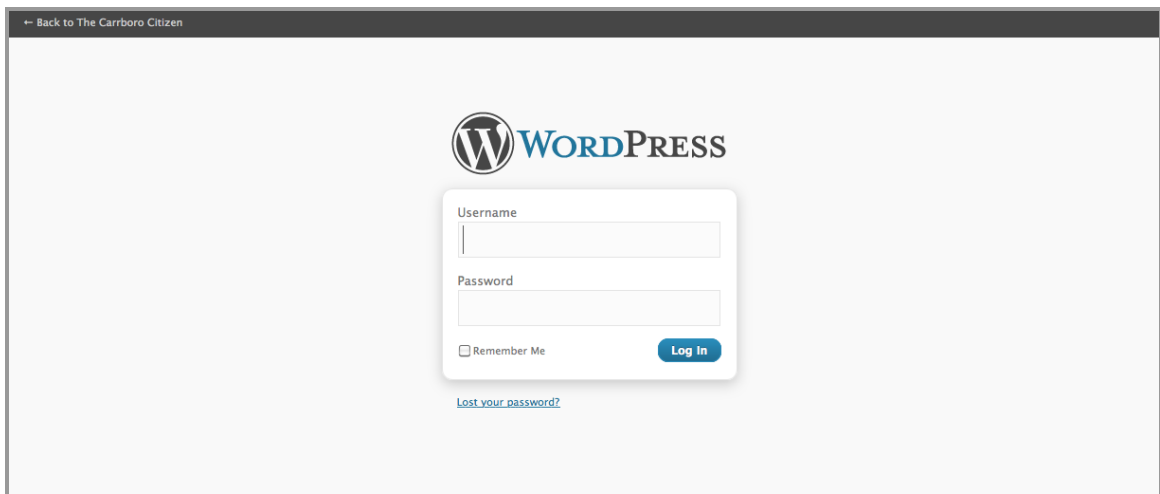 ← Back to The Carrboro Citizen
WORDPRESS
Username
Password
Remember Me
Log In
Lost your password?